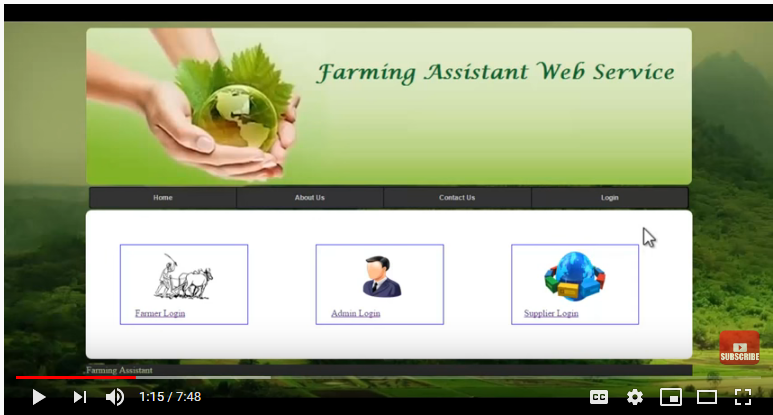 Farming Assistant Web Service
Home About Us Contact Us Login
Farmer Login Admin Login Supplier Login
SUBSCRIBE
Farming Assistant
1:15 / 7:48
CC